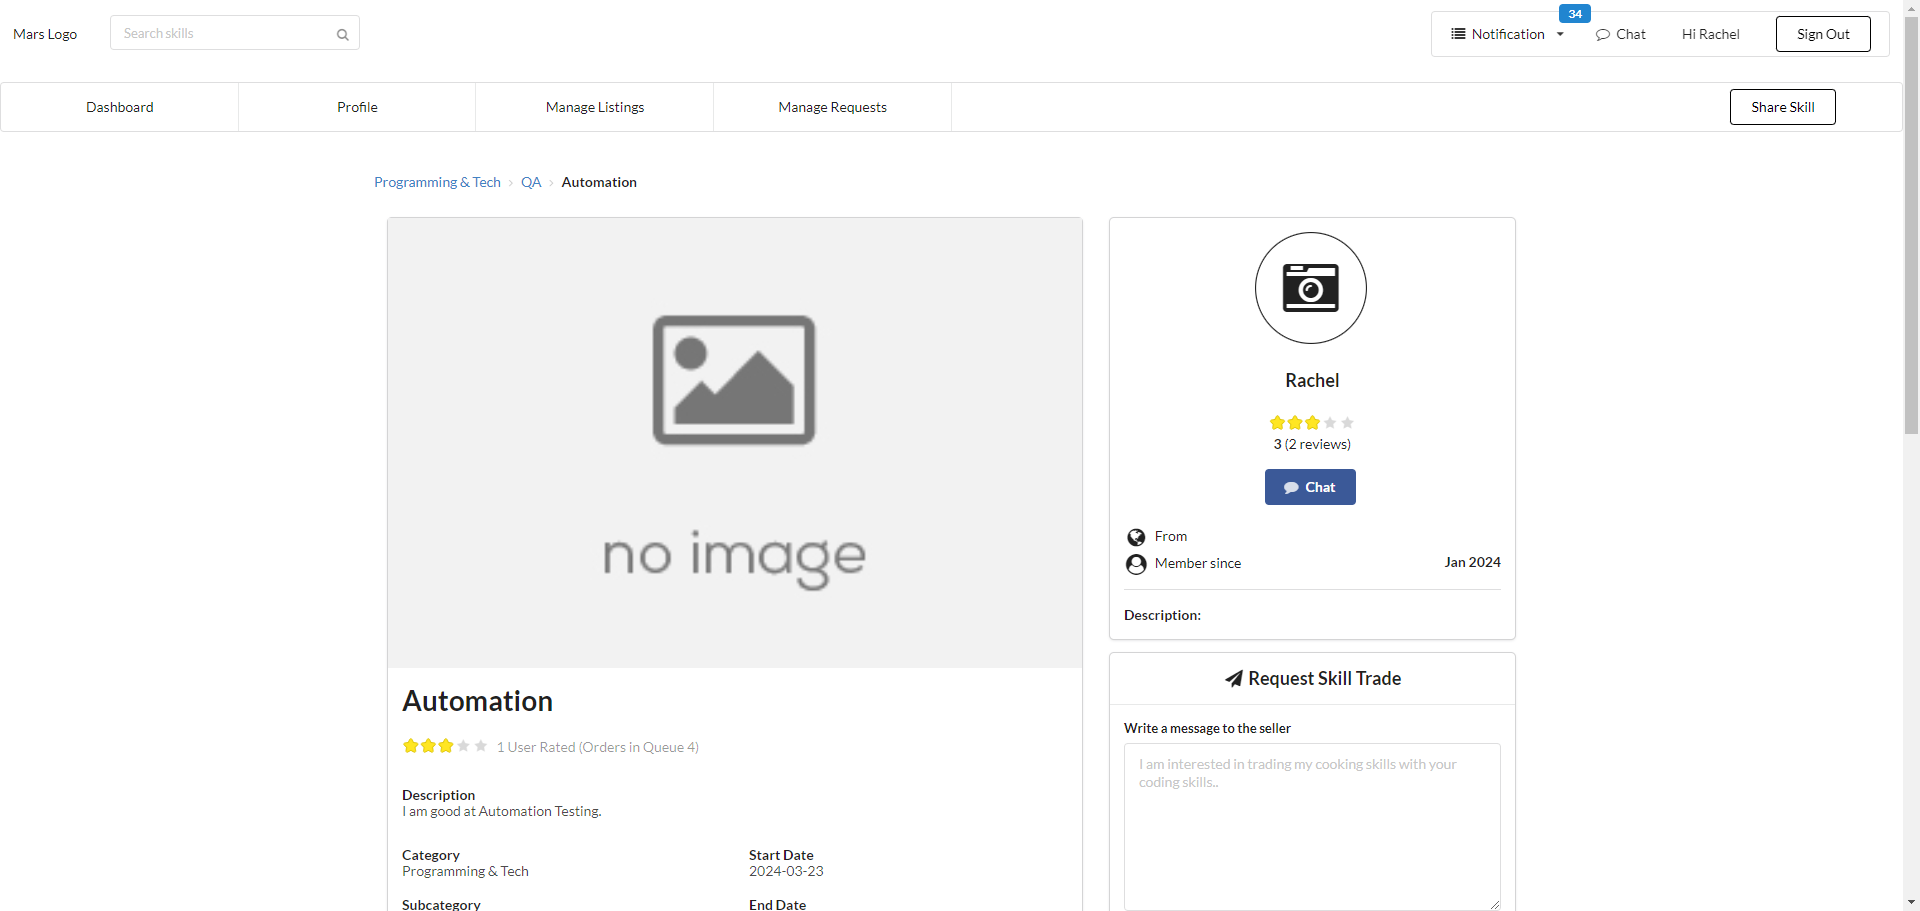 Mars Logo
Search skills
34
Notification
Chat
Hi Rachel
Sign Out
Dashboard
Profile
Manage Listings
Manage Requests
Share Skill
Programming & Tech
QA
Automation
no image
Automation
1 User Rated (Orders in Queue 4)
Description
I am good at Automation Testing.
Category
Programming & Tech
Start Date
2024-03-23
Subcategory
End Date
Rachel
3 (2 reviews)
Chat
From
Member since
Jan 2024
Description:
Request Skill Trade
Write a message to the seller
I am interested in trading my cooking skills with your
coding skills..